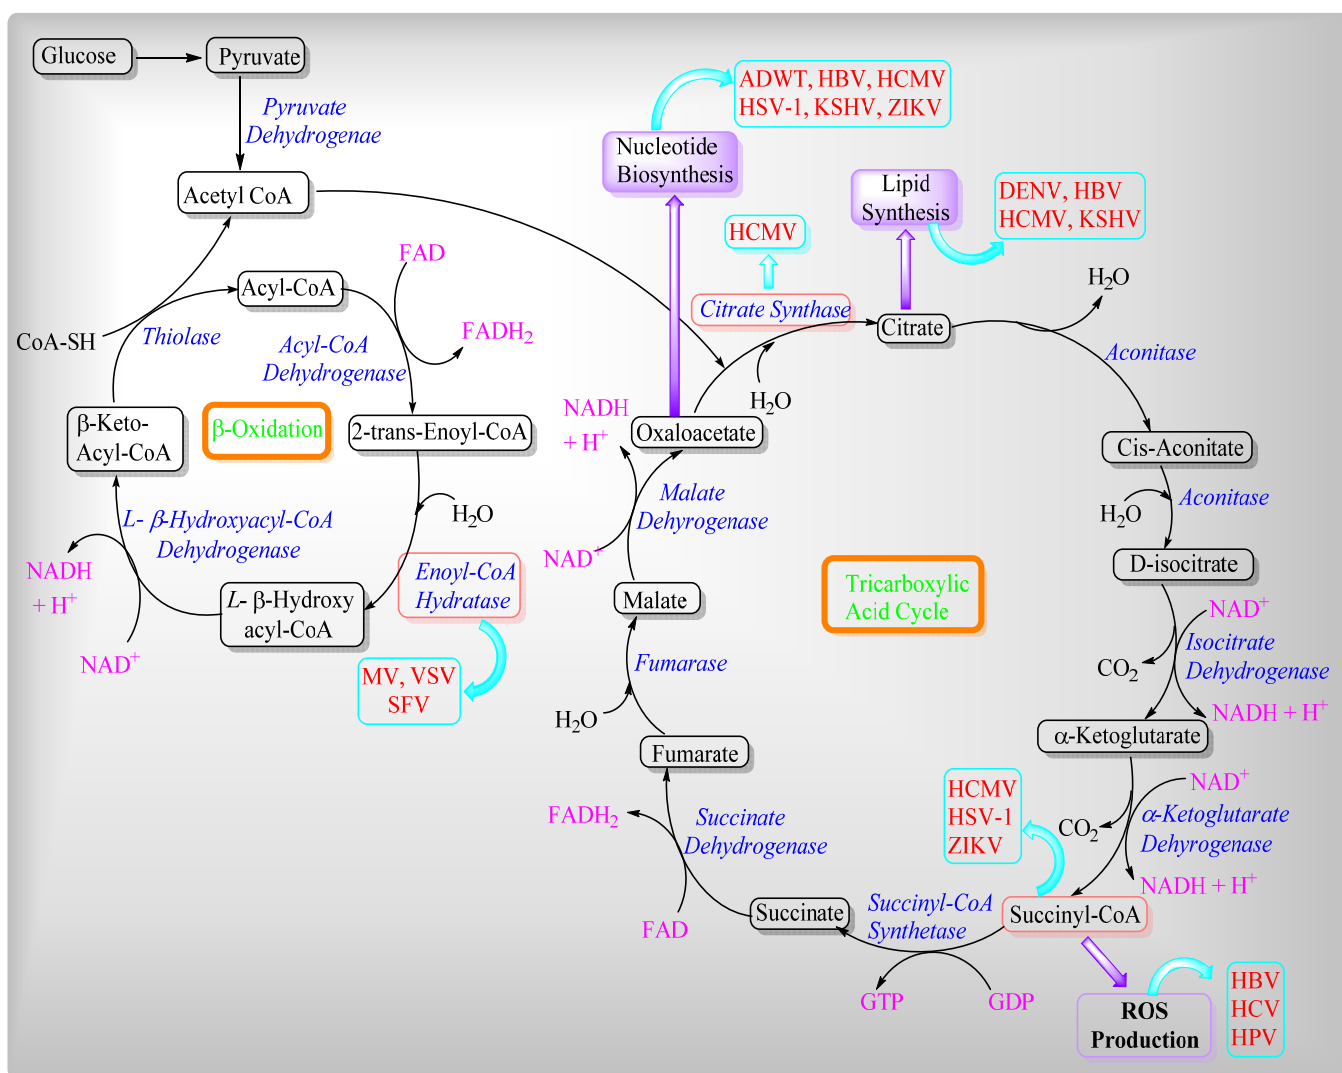 Glucose
Pyruvate
Pyruvate
Dehydrogenae
Acetyl CoA
Acyl-CoA
FAD
FADH2
CoA-SH
Thiolase
Acyl-CoA
Dehydrogenase
β-Keto-
Acyl-CoA
β-Oxidation
2-trans-Enoyl-CoA
H2O
L- β-Hydroxyacyl-CoA
Dehydrogenase
NADH
+ H+
NAD+
L- β-Hydroxy
acyl-CoA
Enoyl-CoA
Hydratase
MV, VSV
SFV
ADWT, HBV, HCMV
HSV-1, KSHV, ZIKV
Nucleotide
Biosynthesis
Lipid
Synthesis
DENV, HBV
HCMV, KSHV
HCMV
Citrate Synthase
Citrate
H2O
Aconitase
H2O
NADH
+ H+
Oxaloacetate
Cis-Aconitate
Malate
Dehyrogenase
NAD+
H2O
Aconitase
D-isocitrate
Tricarboxylic
Acid Cycle
Malate
NAD+
Isocitrate
Dehydrogenase
CO2
NADH + H+
Fumarase
H2O
Fumarate
α-Ketoglutarate
HCMV
HSV-1
ZIKV
NAD+
CO2
α-Ketoglutarate
Dehyrogenase
NADH + H+
FADH2
Succinate
Dehydrogenase
FAD
Succinate
Succinyl-CoA
Synthetase
Succinyl-CoA
GTP
GDP
ROS
Production
HBV
HCV
HPV